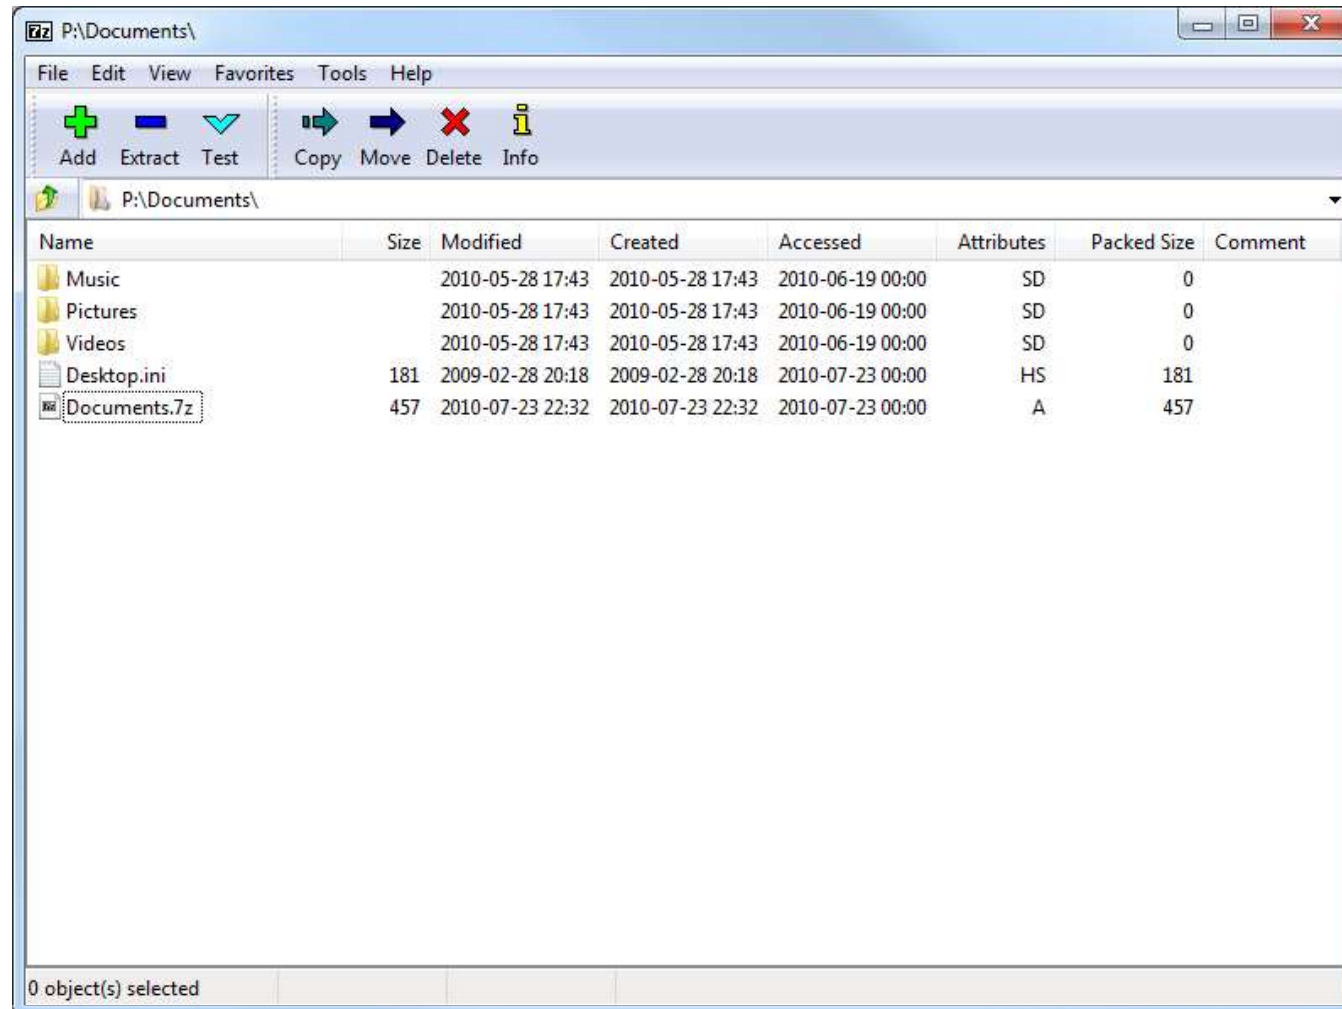 7z P:\Documents\
File Edit View Favorites Tools Help
Add Extract Test Copy Move Delete Info
P:\Documents\
Name Size Modified Created Accessed Attributes Packed Size Comment
Music 2010-05-28 17:43 2010-05-28 17:43 2010-06-19 00:00 SD 0
Pictures 2010-05-28 17:43 2010-05-28 17:43 2010-06-19 00:00 SD 0
Videos 2010-05-28 17:43 2010-05-28 17:43 2010-06-19 00:00 SD 0
Desktop.ini 181 2009-02-28 20:18 2009-02-28 20:18 2010-07-23 00:00 HS 181
Documents.7z 457 2010-07-23 22:32 2010-07-23 22:32 2010-07-23 00:00 A 457
0 object(s) selected